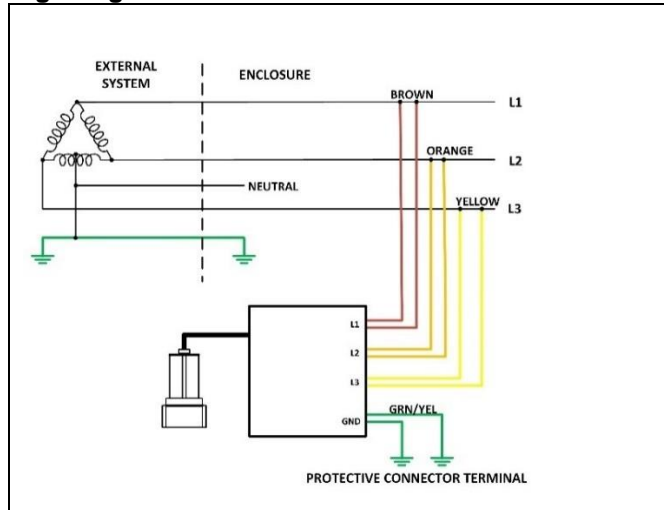 EXTERNAL
SYSTEM
ENCLOSURE
BROWN
L1
ORANGE
L2
NEUTRAL
YELLOW
L3
L1
L2
L3
GRN/YEL
GND
PROTECTIVE CONNECTOR TERMINAL